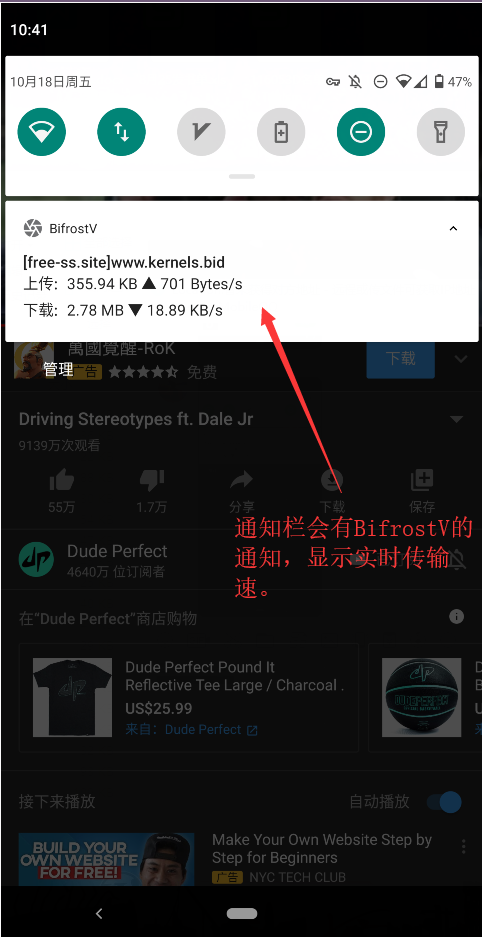 10:41
10月18日周五
47%
BifrostV
[free-ss.site]www.kernels.bid
上传: 355.94 KB ▲ 701 Bytes/s
下载: 2.78 MB ▼ 18.89 KB/s
萬國覺醒-RoK
下载
管理
广告 免费
Driving Stereotypes ft. Dale Jr
9139万次观看
55万
1.7万
分享
下载
保存
通知栏会有BifrostV的
通知，显示实时传输
速。
Dude Perfect
4640万 位订阅者
在“Dude Perfect”商店购物
Dude Perfect Pound It
Reflective Tee Large / Charcoal .
US$25.99
来自: Dude Perfect
接下来播放
自动播放
BUILD YOUR
OWN WEBSITE
FOR FREE!
Make Your Own Website Step by
Step for Beginners
广告 NYC TECH CLUB